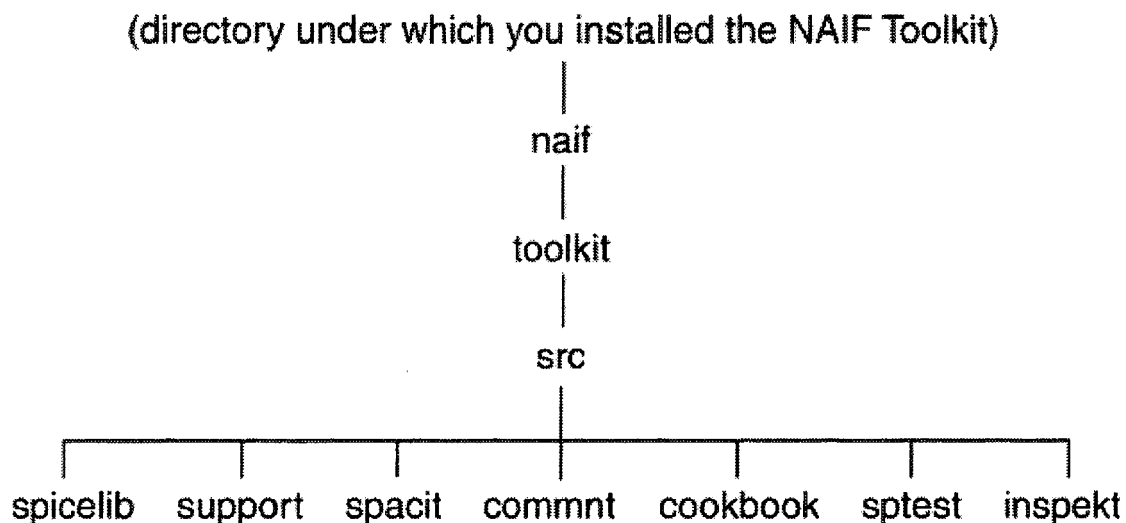 (directory under which you installed the NAIF Toolkit)
naif
toolkit
src
spicelib support spacit commnt cookbook sptest inspekt